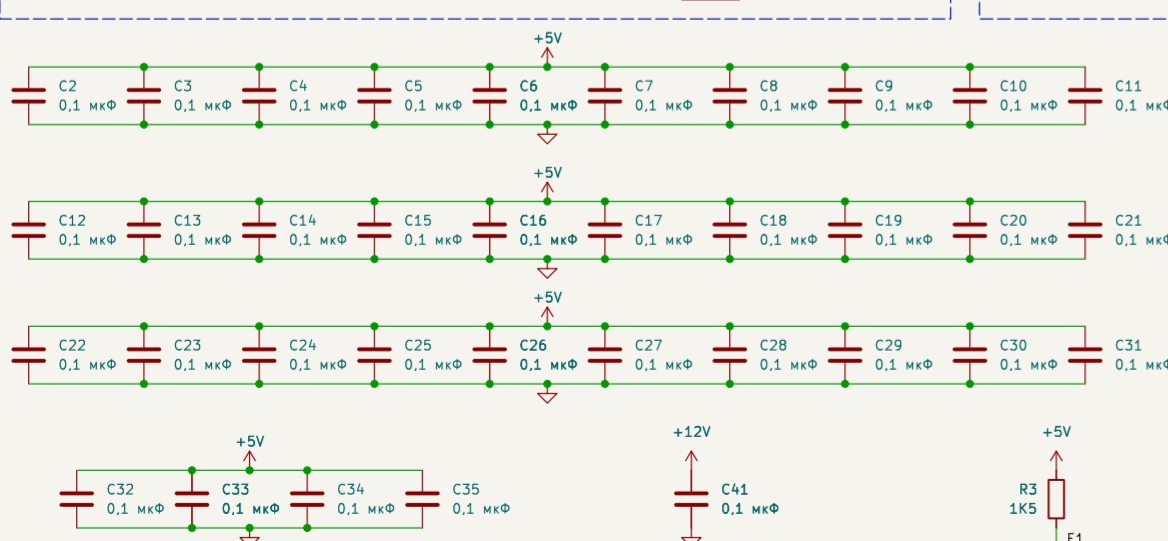 +5V
C2 C3 C4 C5 C6 C7 C8 C9 C10 C11
0,1 мкФ 0,1 мкФ 0,1 мкФ 0,1 мкФ 0,1 мкФ 0,1 мкФ 0,1 мкФ 0,1 мкФ 0,1 мкФ 0,1 мкФ
+5V
C12 C13 C14 C15 C16 C17 C18 C19 C20 C21
0,1 мкФ 0,1 мкФ 0,1 мкФ 0,1 мкФ 0,1 мкФ 0,1 мкФ 0,1 мкФ 0,1 мкФ 0,1 мкФ 0,1 мкФ
+5V
C22 C23 C24 C25 C26 C27 C28 C29 C30 C31
0,1 мкФ 0,1 мкФ 0,1 мкФ 0,1 мкФ 0,1 мкФ 0,1 мкФ 0,1 мкФ 0,1 мкФ 0,1 мкФ 0,1 мкФ
+5V +12V +5V
C32 C33 C34 C35 C41 R3
0,1 мкФ 0,1 мкФ 0,1 мкФ 0,1 мкФ 0,1 мкФ 1K5